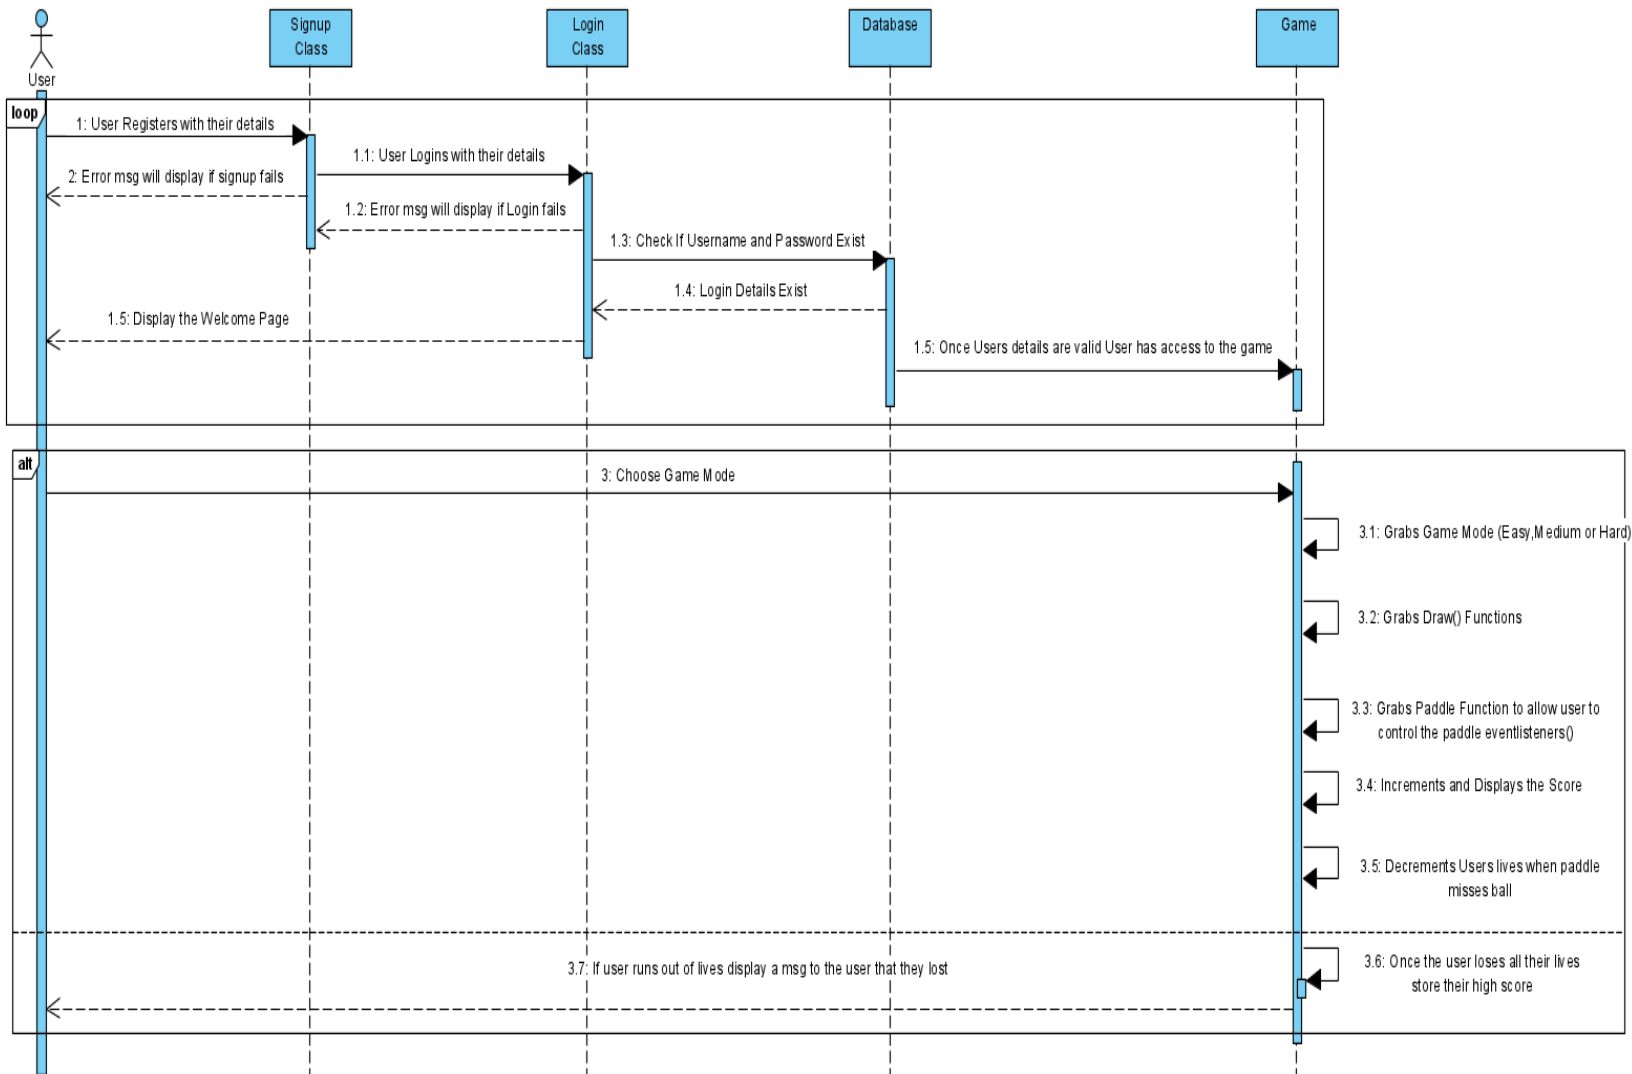 Signup
Class
Login
Class
Database
Game
User
loop
1: User Registers with their details
1.1: User Logins with their details
2: Error msg will display if signup fails
1.2: Error msg will display if Login fails
1.3: Check If Username and Password Exist
1.4: Login Details Exist
1.5: Display the Welcome Page
1.5: Once Users details are valid User has access to the game
alt
3: Choose Game Mode
3.1: Grabs Game Mode (Easy,Medium or Hard)
3.2: Grabs Draw() Functions
3.3: Grabs Paddle Function to allow user to
control the paddle eventlisteners()
3.4: Increments and Displays the Score
3.5: Decrements Users lives when paddle
misses ball
3.6: Once the user loses all their lives
store their high score
3.7: If user runs out of lives display a msg to the user that they lost